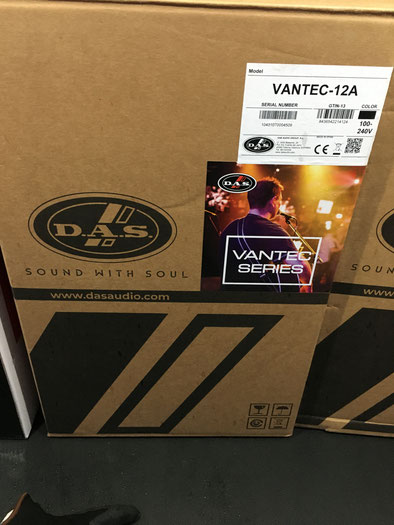 Model
VANTEC-12A
SERIAL NUMBER
GTIN-13
COLOR
100-
240V
D.A.S.
CE
D.A.S.
VANTEC
SERIES
D.A.S.
SOUND WITH SOUL
www.dasaudio.com
SOUN
www